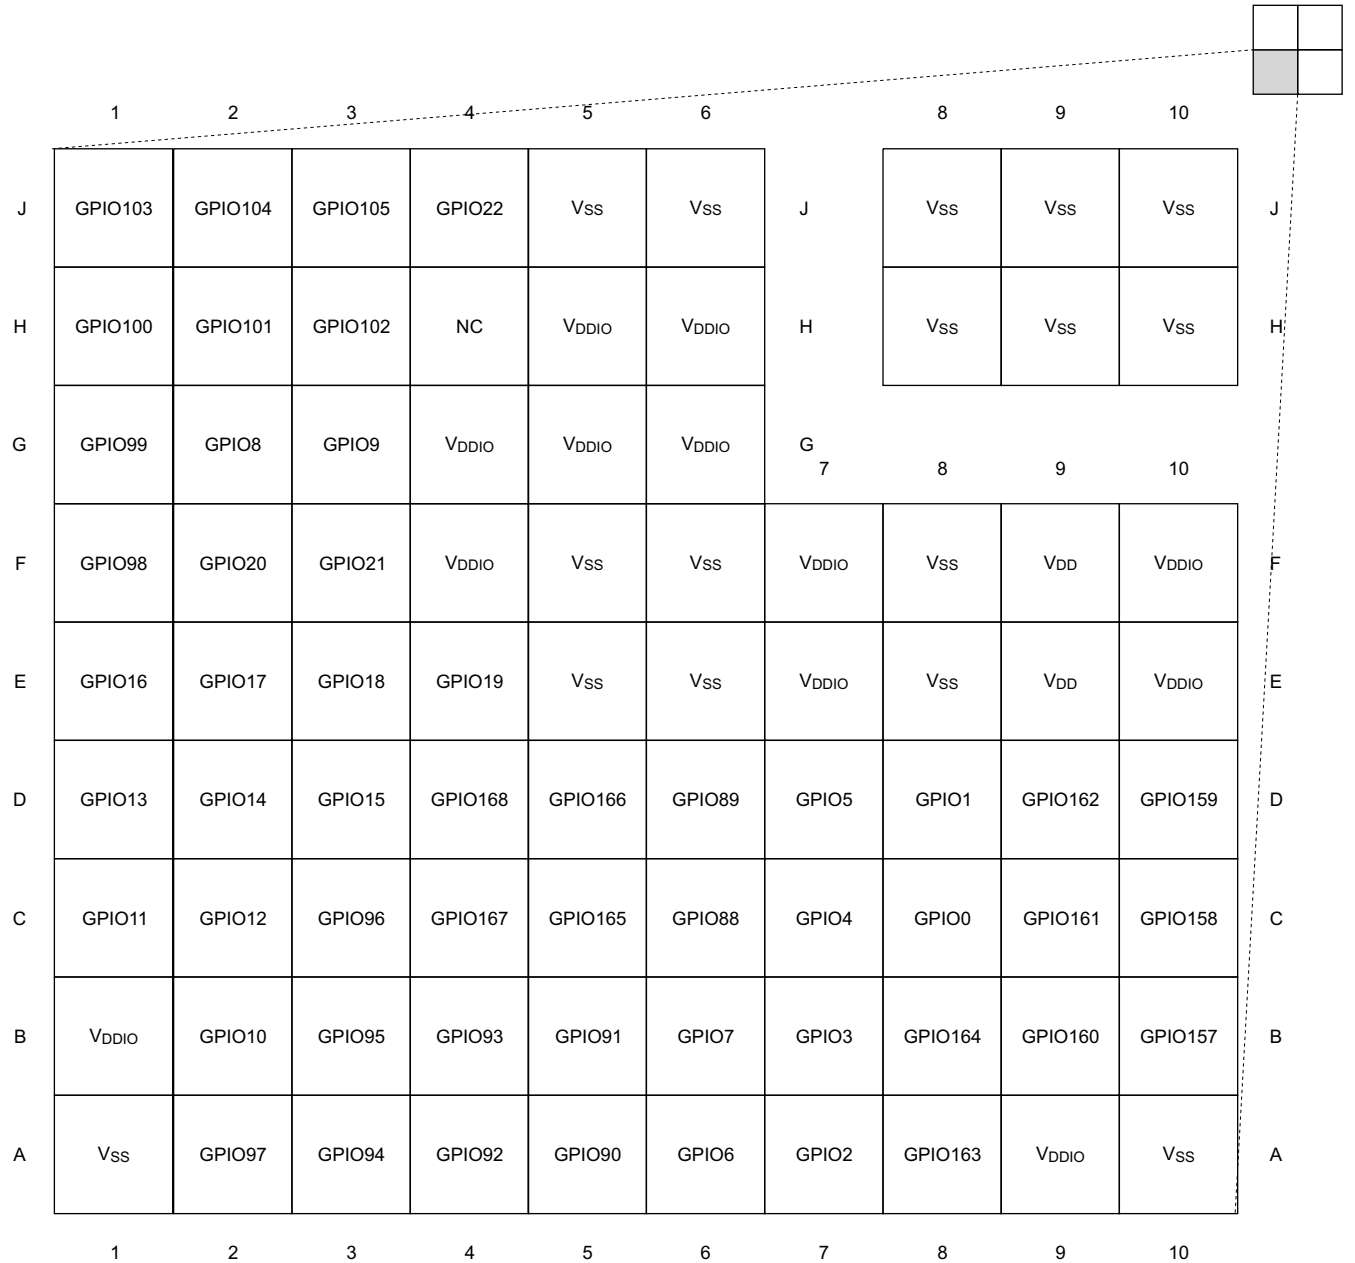 1 2 3 4 5 6 8 9 10
J GPIO103 GPIO104 GPIO105 GPIO22 VSS VSS J VSS VSS VSS J
H GPIO100 GPIO101 GPIO102 NC VDDIO VDDIO H VSS VSS VSS H
G GPIO99 GPIO8 GPIO9 VDDIO VDDIO VDDIO G
7 8 9 10
F GPIO98 GPIO20 GPIO21 VDDIO VSS VSS VDDIO VSS VDD VDDIO F
E GPIO16 GPIO17 GPIO18 GPIO19 VSS VSS VDDIO VSS VDD VDDIO E
D GPIO13 GPIO14 GPIO15 GPIO168 GPIO166 GPIO89 GPIO5 GPIO1 GPIO162 GPIO159 D
C GPIO11 GPIO12 GPIO96 GPIO167 GPIO165 GPIO88 GPIO4 GPIO0 GPIO161 GPIO158 C
B VDDIO GPIO10 GPIO95 GPIO93 GPIO91 GPIO7 GPIO3 GPIO164 GPIO160 GPIO157 B
A VSS GPIO97 GPIO94 GPIO92 GPIO90 GPIO6 GPIO2 GPIO163 VDDIO VSS A
1 2 3 4 5 6 7 8 9 10